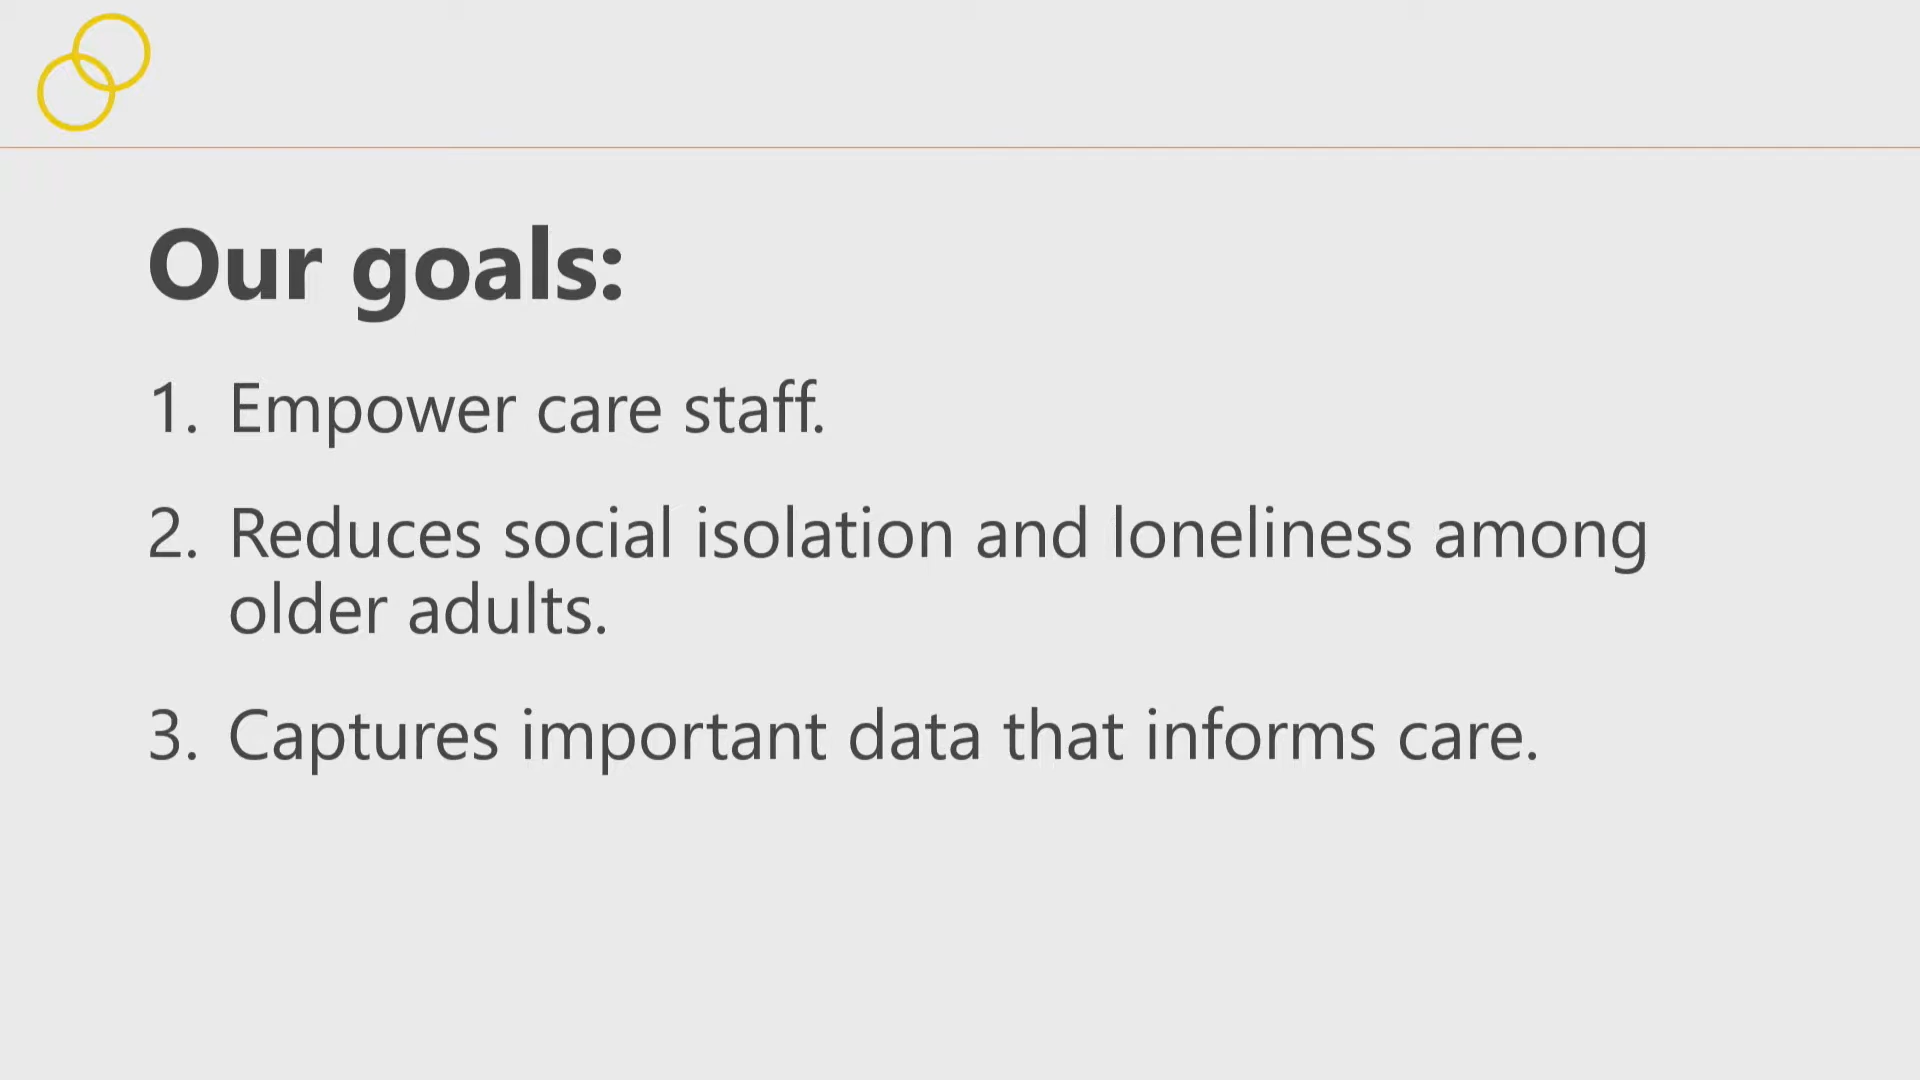 Our goals:
1. Empower care staff.
2. Reduces social isolation and loneliness among
older adults.
3. Captures important data that informs care.